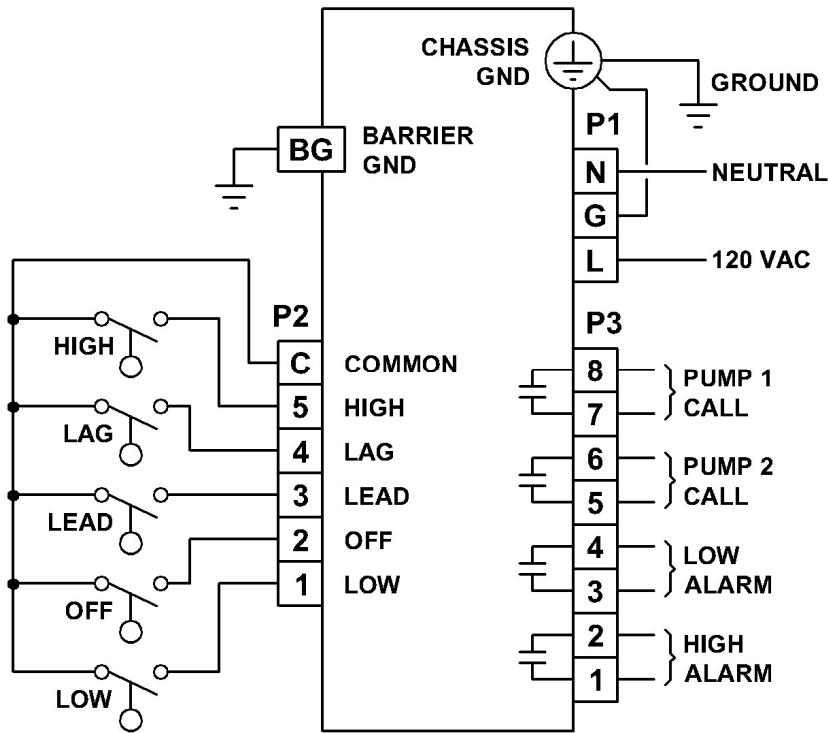 CHASSIS
GND
GROUND
P1
BG
BARRIER
GND
N
NEUTRAL
G
L
120 VAC
P2
P3
HIGH
C
COMMON
8
PUMP 1
5
HIGH
7
CALL
LAG
4
LAG
6
PUMP 2
3
LEAD
5
CALL
LEAD
2
OFF
4
LOW
1
LOW
3
ALARM
OFF
2
HIGH
1
ALARM
LOW